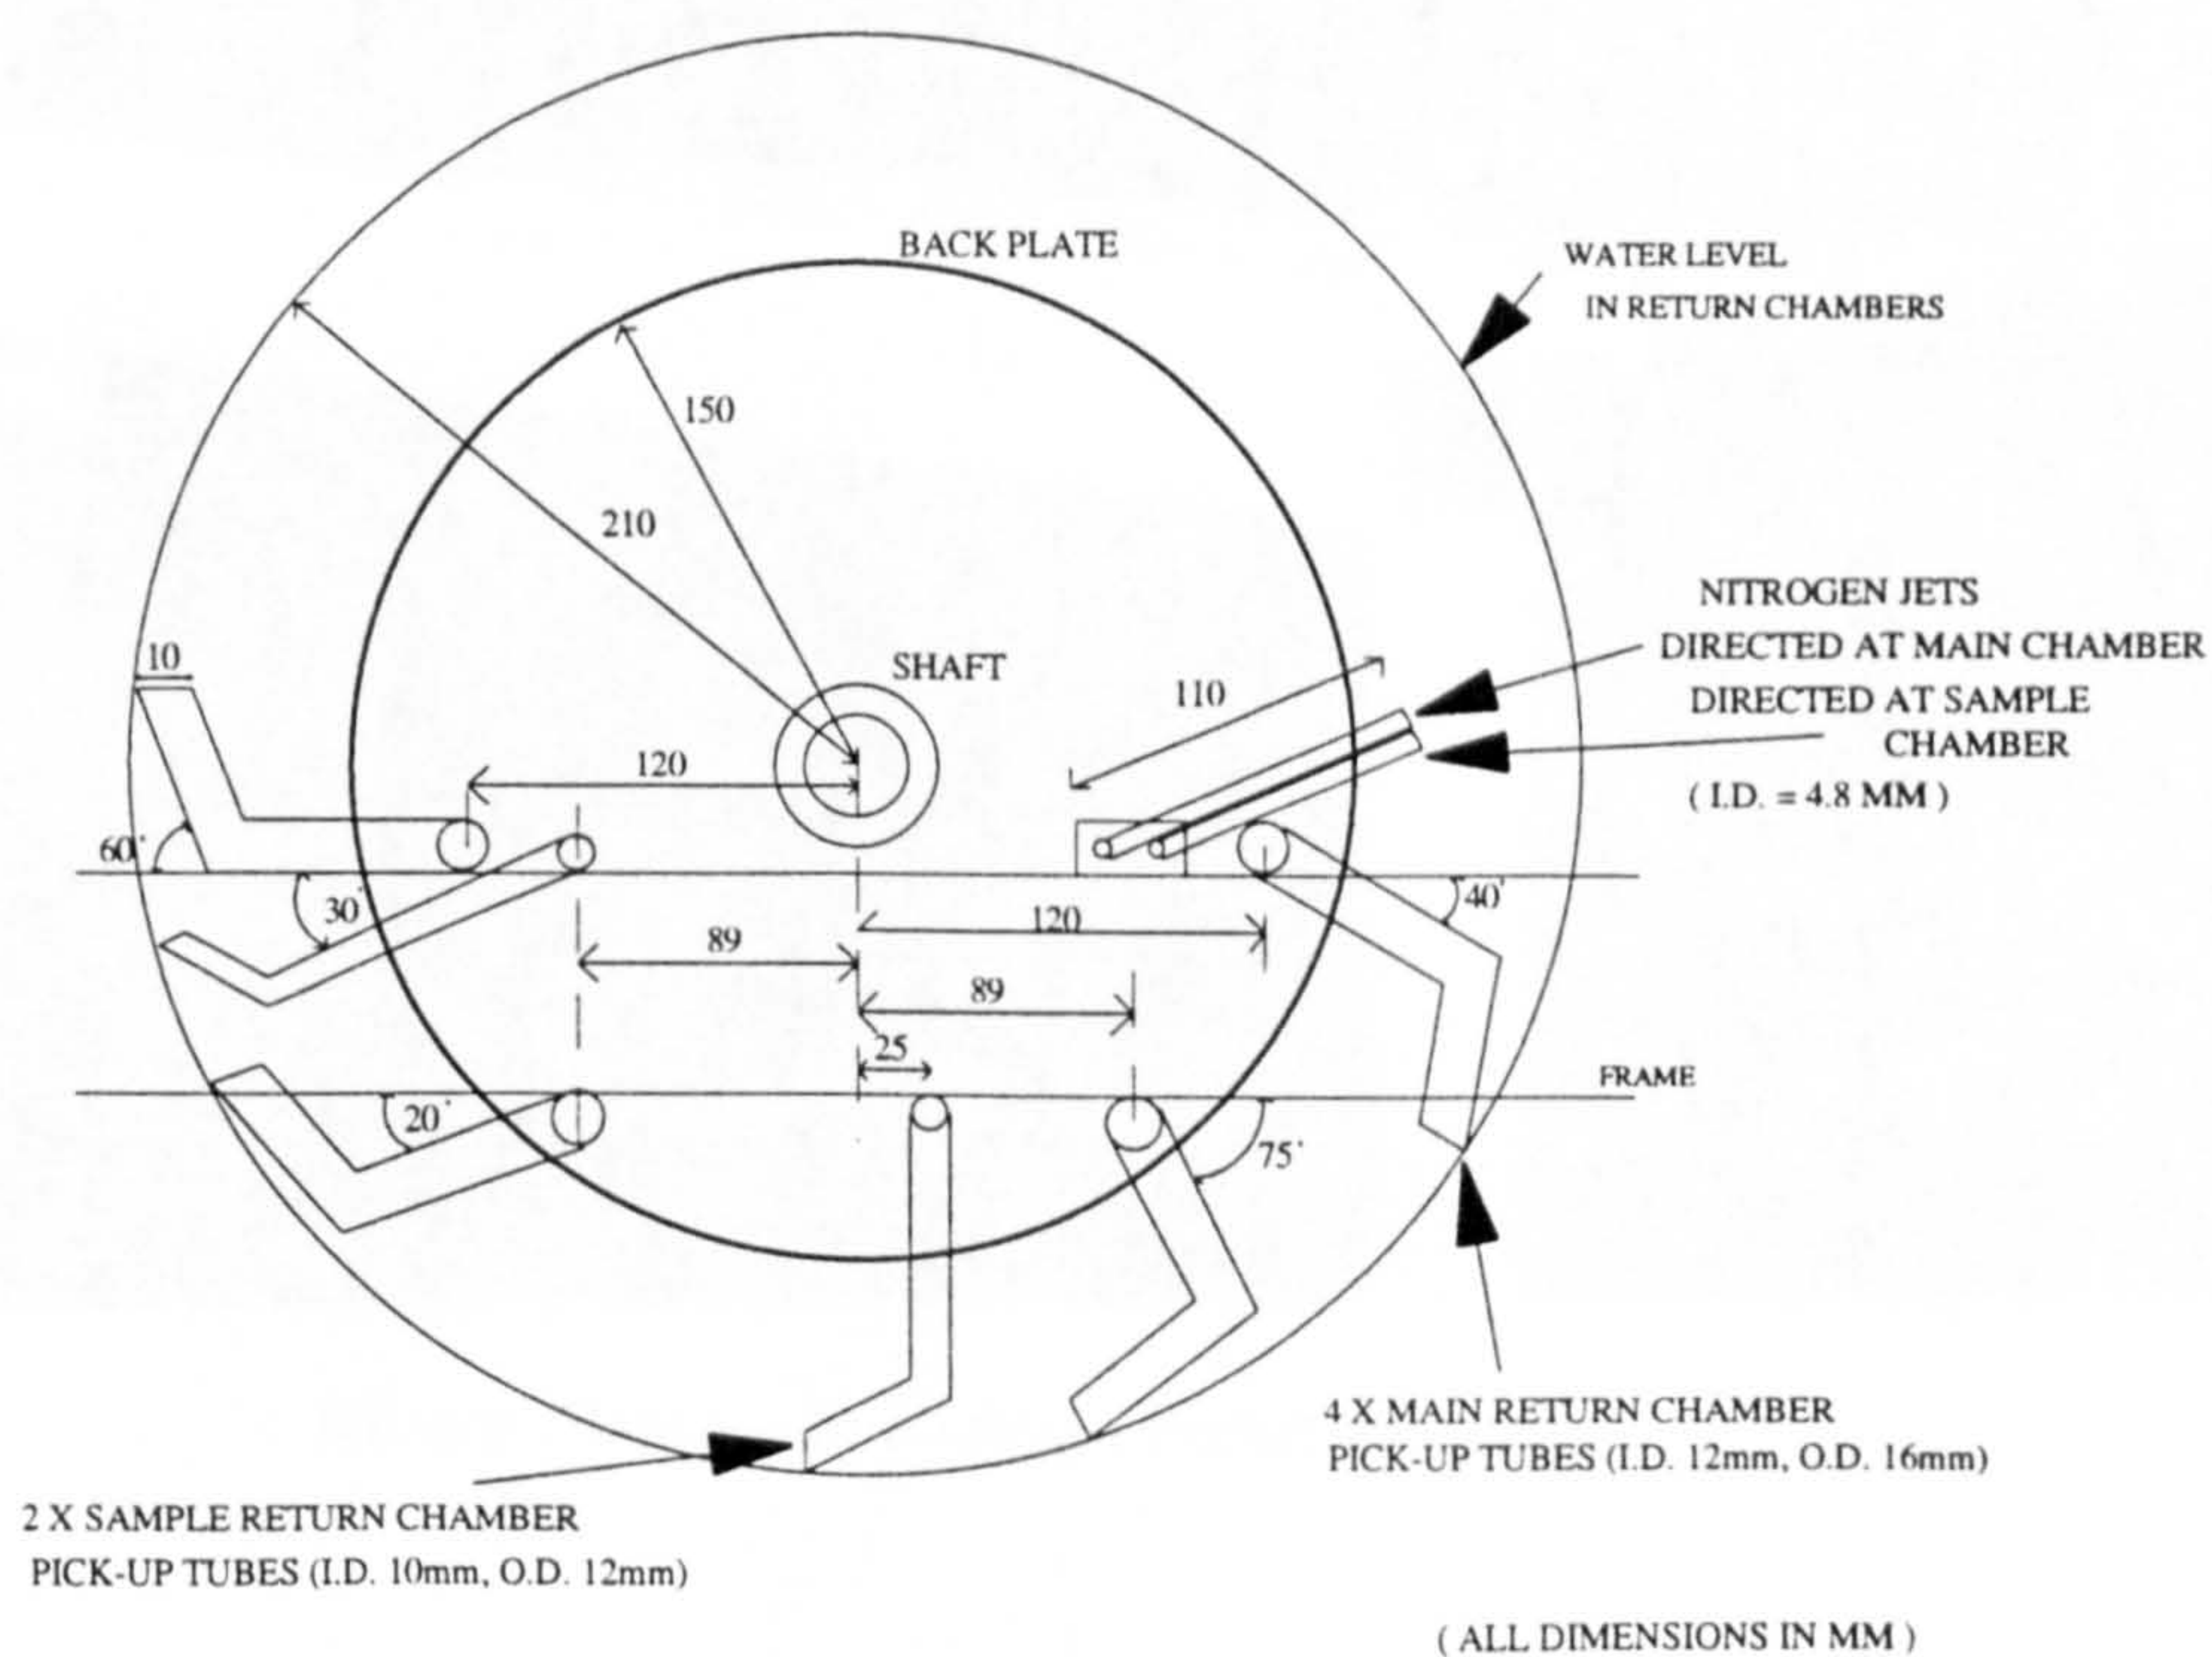 BACK PLATE
WATER LEVEL
IN RETURN CHAMBERS
150
210
NITROGEN JETS
DIRECTED AT MAIN CHAMBER
DIRECTED AT SAMPLE
CHAMBER
( I.D. = 4.8 MM )
10
SHAFT
110
120
60°
30°
40°
120
89
89
25
FRAME
20°
75°
4 X MAIN RETURN CHAMBER
PICK-UP TUBES (I.D. 12mm, O.D. 16mm)
2 X SAMPLE RETURN CHAMBER
PICK-UP TUBES (I.D. 10mm, O.D. 12mm)
( ALL DIMENSIONS IN MM )